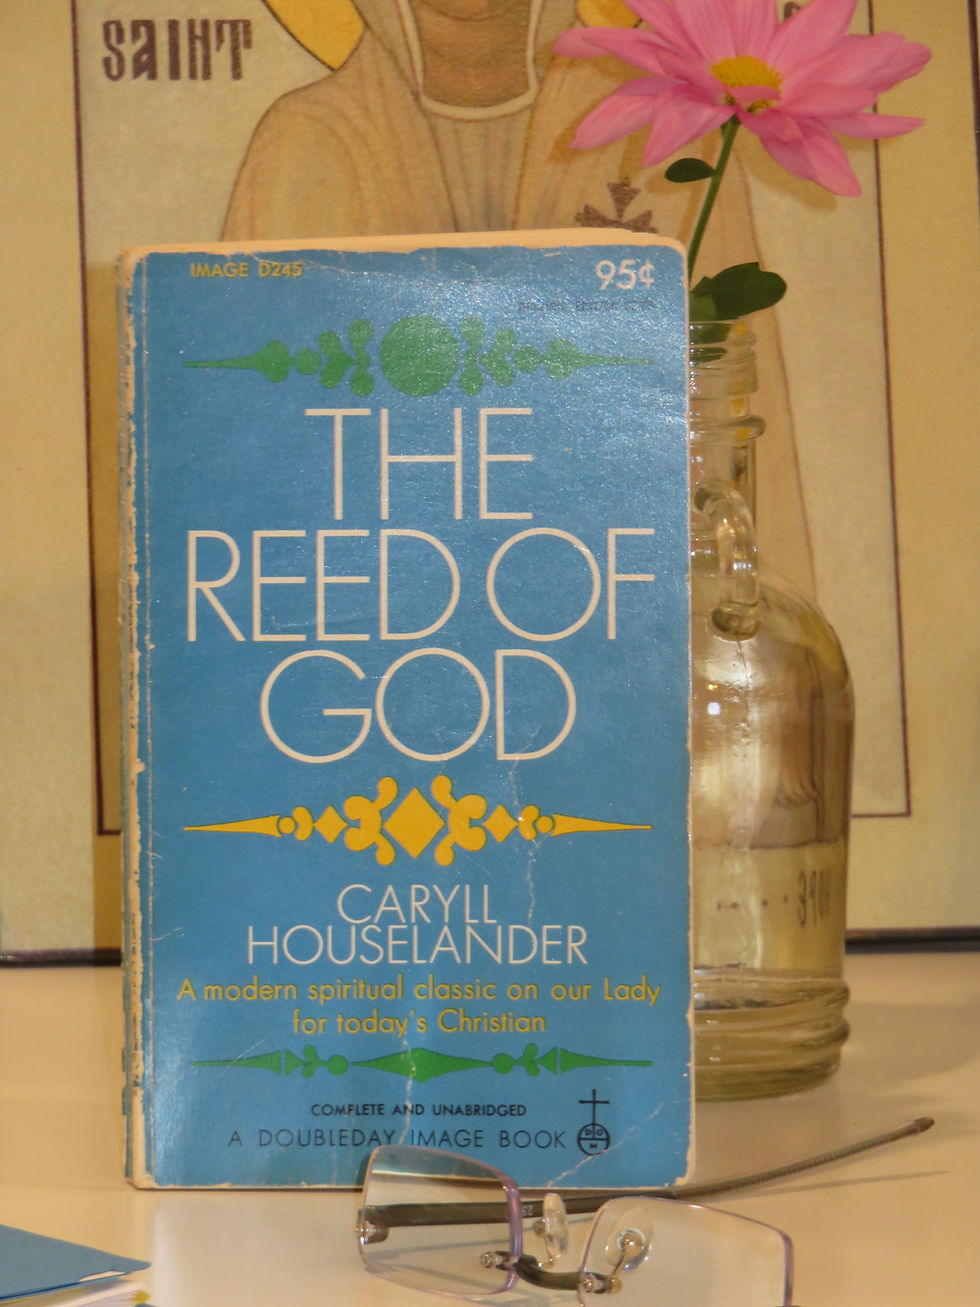 SAINT
IMAGE D245
95¢
THE
REED OF
GOD
CARYLL
HOUSELANDER
A modern spiritual classic on our Lady
for today's Christian
COMPLETE AND UNABRIDGED
A DOUBLEDAY IMAGE BOOK
D O
M